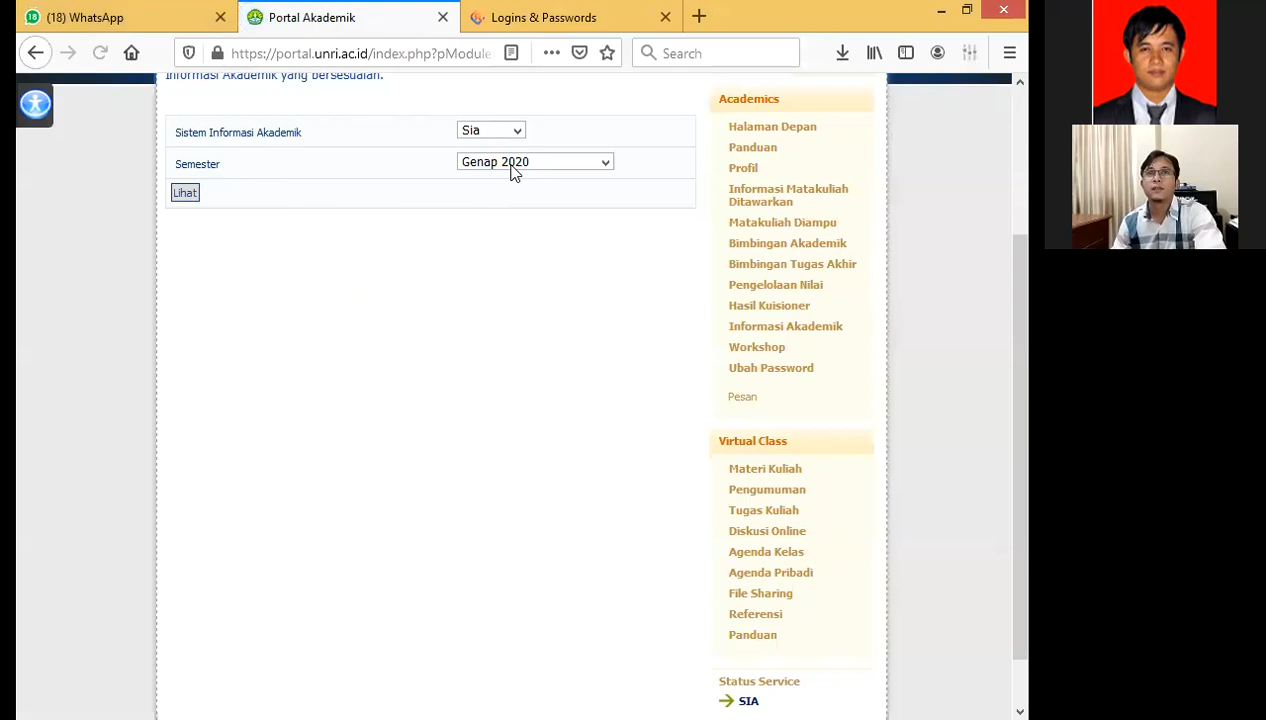 (18) WhatsApp
Portal Akademik
Logins & Passwords
https://portal.unri.ac.id/index.php?pModule
Search
Informasi Akademik yang bersesuaian.
Sistem Informasi Akademik
Sia
Semester
Genap 2020
Lihat
Academics
Halaman Depan
Panduan
Profil
Informasi Matakuliah
Ditawarkan
Matakuliah Diampu
Bimbingan Akademik
Bimbingan Tugas Akhir
Pengelolaan Nilai
Hasil Kuisioner
Informasi Akademik
Workshop
Ubah Password
Pesan
Virtual Class
Materi Kuliah
Pengumuman
Tugas Kuliah
Diskusi Online
Agenda Kelas
Agenda Pribadi
File Sharing
Referensi
Panduan
Status Service
SIA